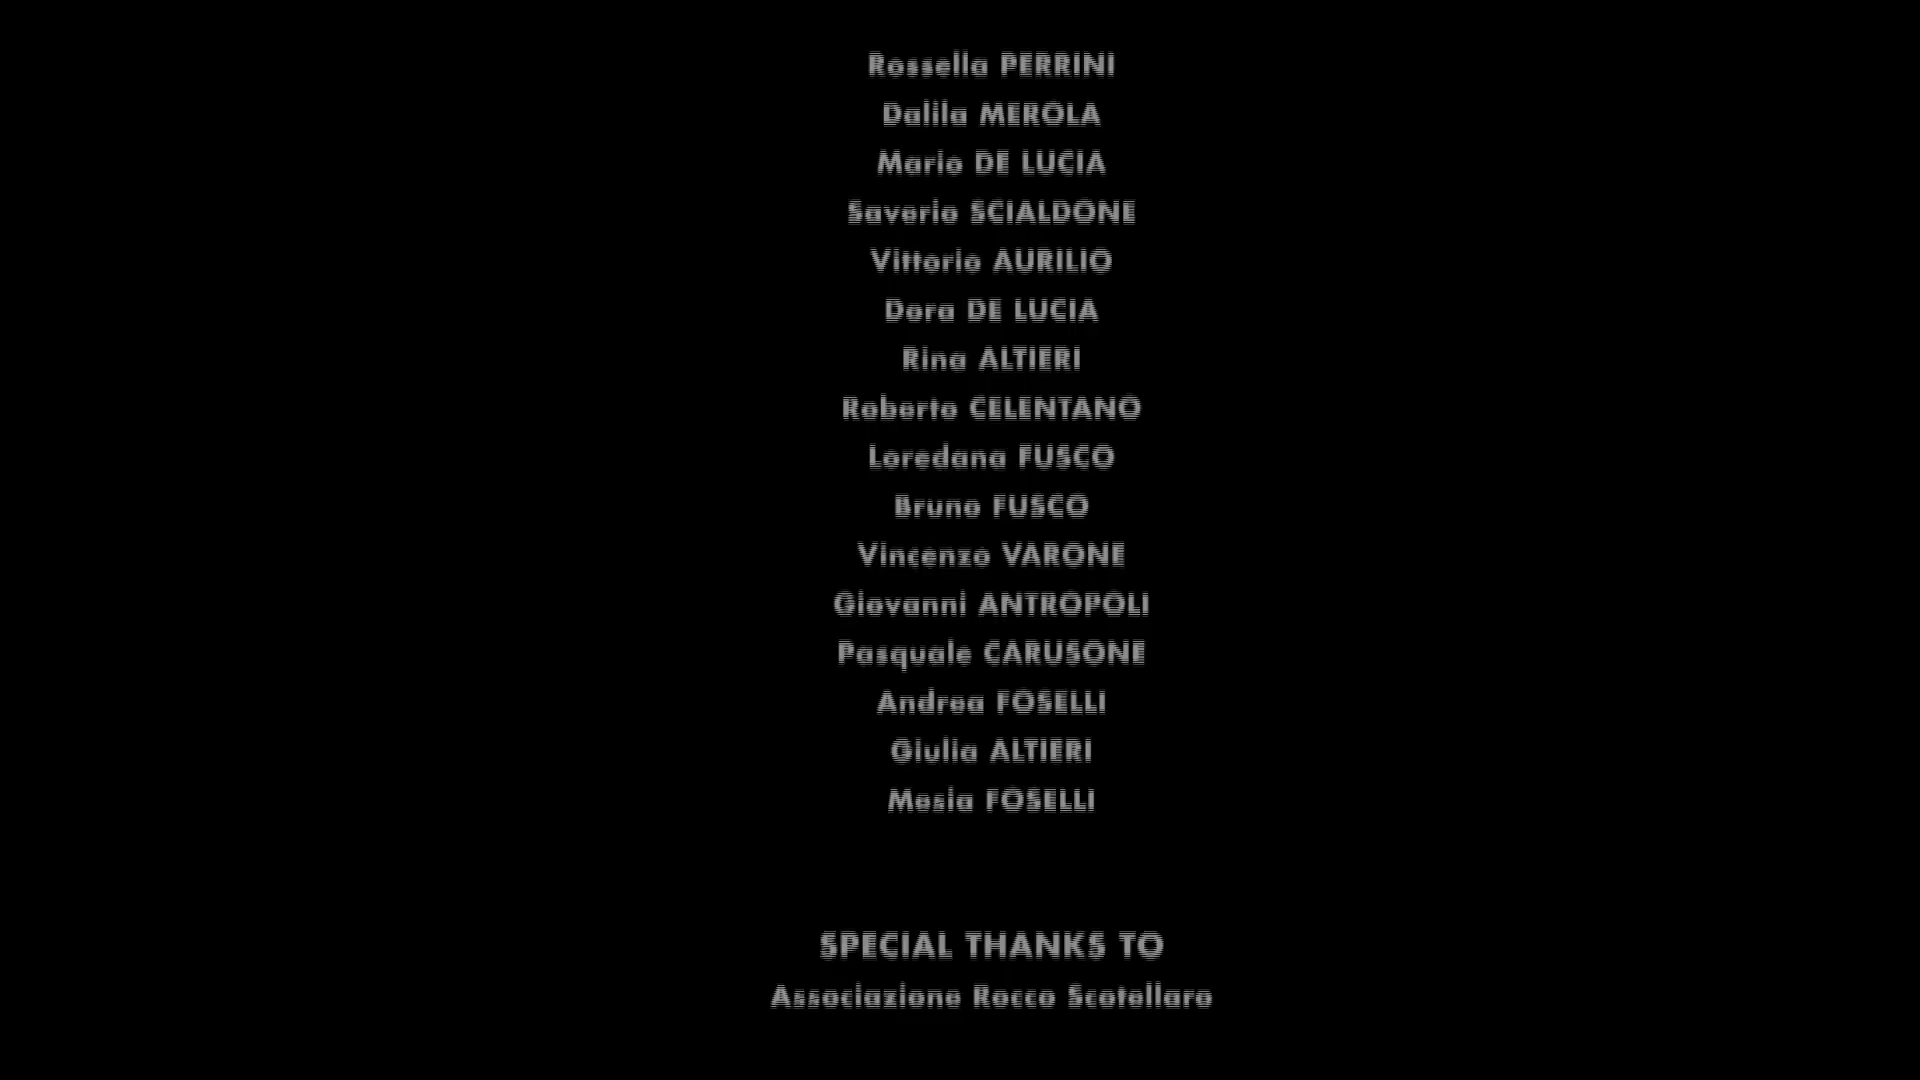 Rossella PERRINI
Dalila MEROLA
Mario DE LUCIA
Saverio SCIALDONE
Vittorio AURILIO
Dora DE LUCIA
Rina ALTIERI
Roberto CELENTANO
Loredana FUSCO
Bruno FUSCO
Vincenzo VARONE
Giovanni ANTROPOLI
Pasquale CARUSONE
Andrea FOSELLI
Giulia ALTIERI
Mesia FOSELLI
SPECIAL THANKS TO
Associazione Rocco Scotellaro